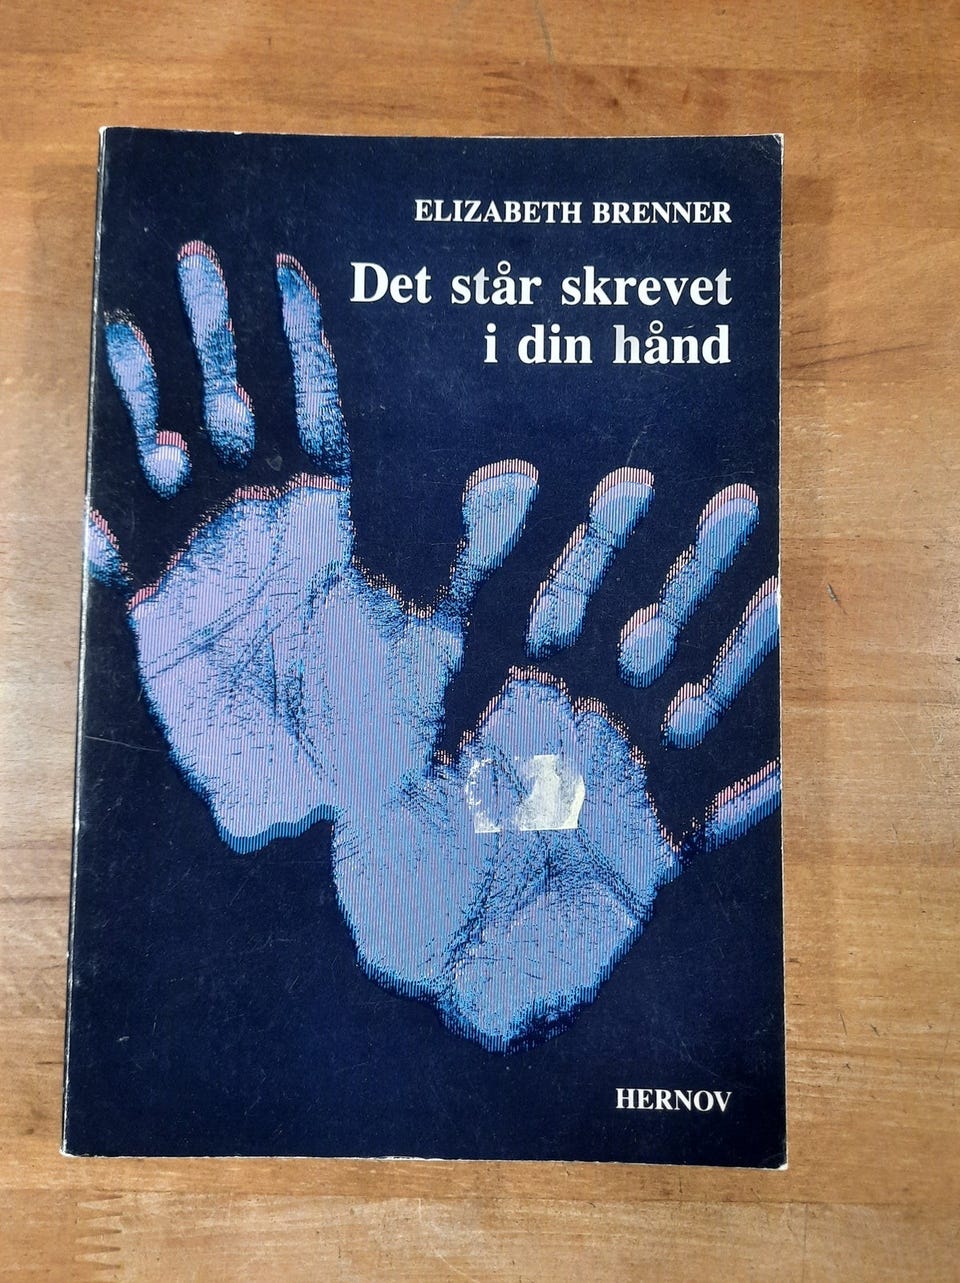 ELIZABETH BRENNER
Det står skrevet
i din hånd
HERNOV